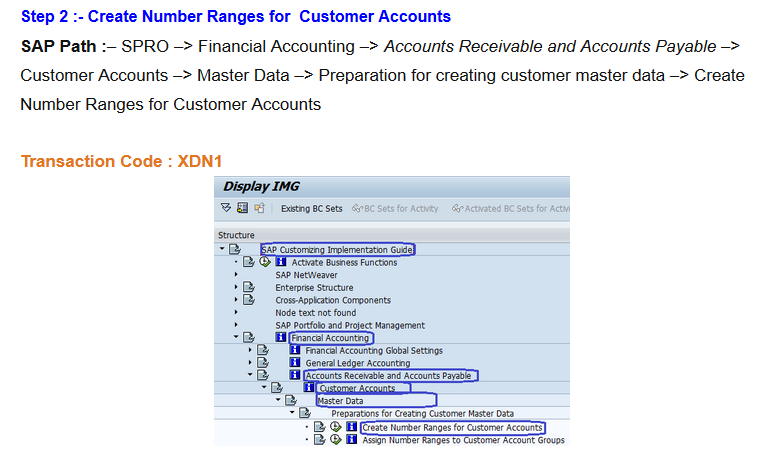 Step 2 :- Create Number Ranges for  Customer Accounts
SAP Path :– SPRO –> Financial Accounting –> Accounts Receivable and Accounts Payable –>
Customer Accounts –> Master Data –> Preparation for creating customer master data –> Create
Number Ranges for Customer Accounts
Transaction Code : XDN1
Display IMG
Existing BC Sets BC Sets for Activity Activated BC Sets for Activi
Structure
SAP Customizing Implementation Guide
Activate Business Functions
SAP NetWeaver
Enterprise Structure
Cross-Application Components
Node text not found
SAP Portfolio and Project Management
Financial Accounting
Financial Accounting Global Settings
General Ledger Accounting
Accounts Receivable and Accounts Payable
Customer Accounts
Master Data
Preparations for Creating Customer Master Data
Create Number Ranges for Customer Accounts
Assign Number Ranges to Customer Account Groups